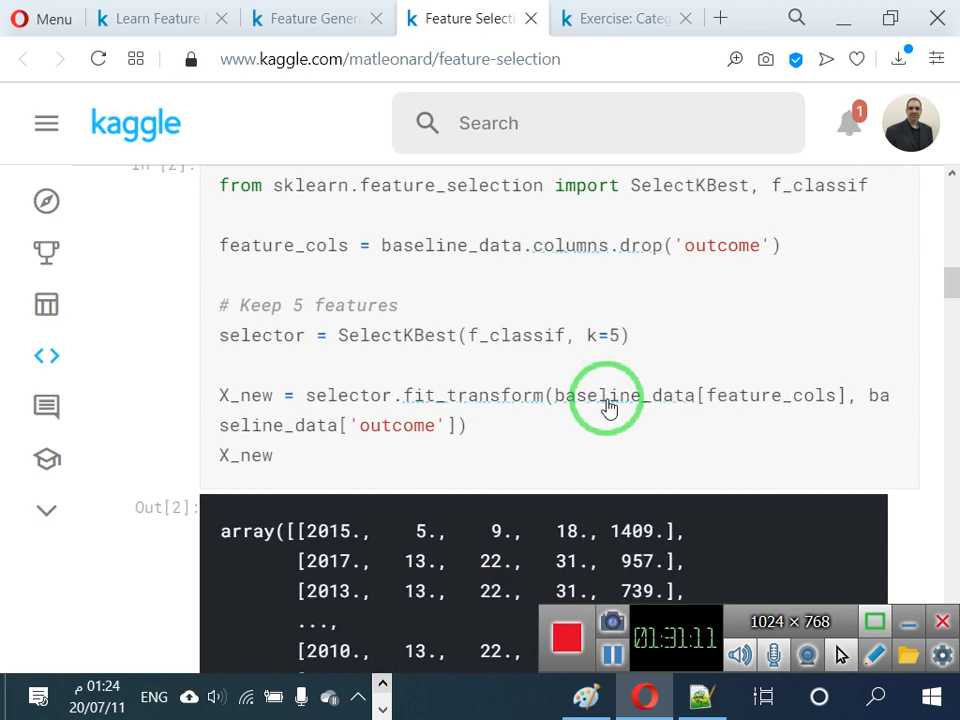 Menu
Learn Feature
Feature Gener
Feature Selecti
Exercise: Cate
www.kaggle.com/matleonard/feature-selection
kaggle
Search
1
In [2]:
from sklearn.feature_selection import SelectKBest, f_classif
feature_cols = baseline_data.columns.drop('outcome')
# Keep 5 features
selector = SelectKBest(f_classif, k=5)
X_new = selector.fit_transform(baseline_data[feature_cols], ba
seline_data['outcome'])
X_new
Out[2]:
array([[2015., 5., 9., 18., 1409.],
[2017., 13., 22., 31., 957.],
[2013., 13., 22., 31., 739.],
...,
[2010., 13., 22.,
1024 × 768
01:31:11
01:24 م
20/07/11
ENG